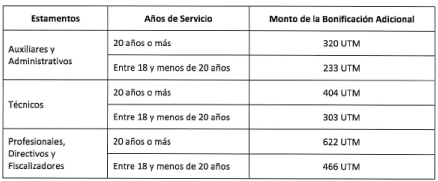 Estamentos Años de Servicio Monto de la Bonificación Adicional
Auxiliares y
Administrativos
20 años o más 320 UTM
Entre 18 y menos de 20 años 233 UTM
Técnicos
20 años o más 404 UTM
Entre 18 y menos de 20 años 303 UTM
Profesionales,
Directivos y
Fiscalizadores
20 años o más 622 UTM
Entre 18 y menos de 20 años 466 UTM